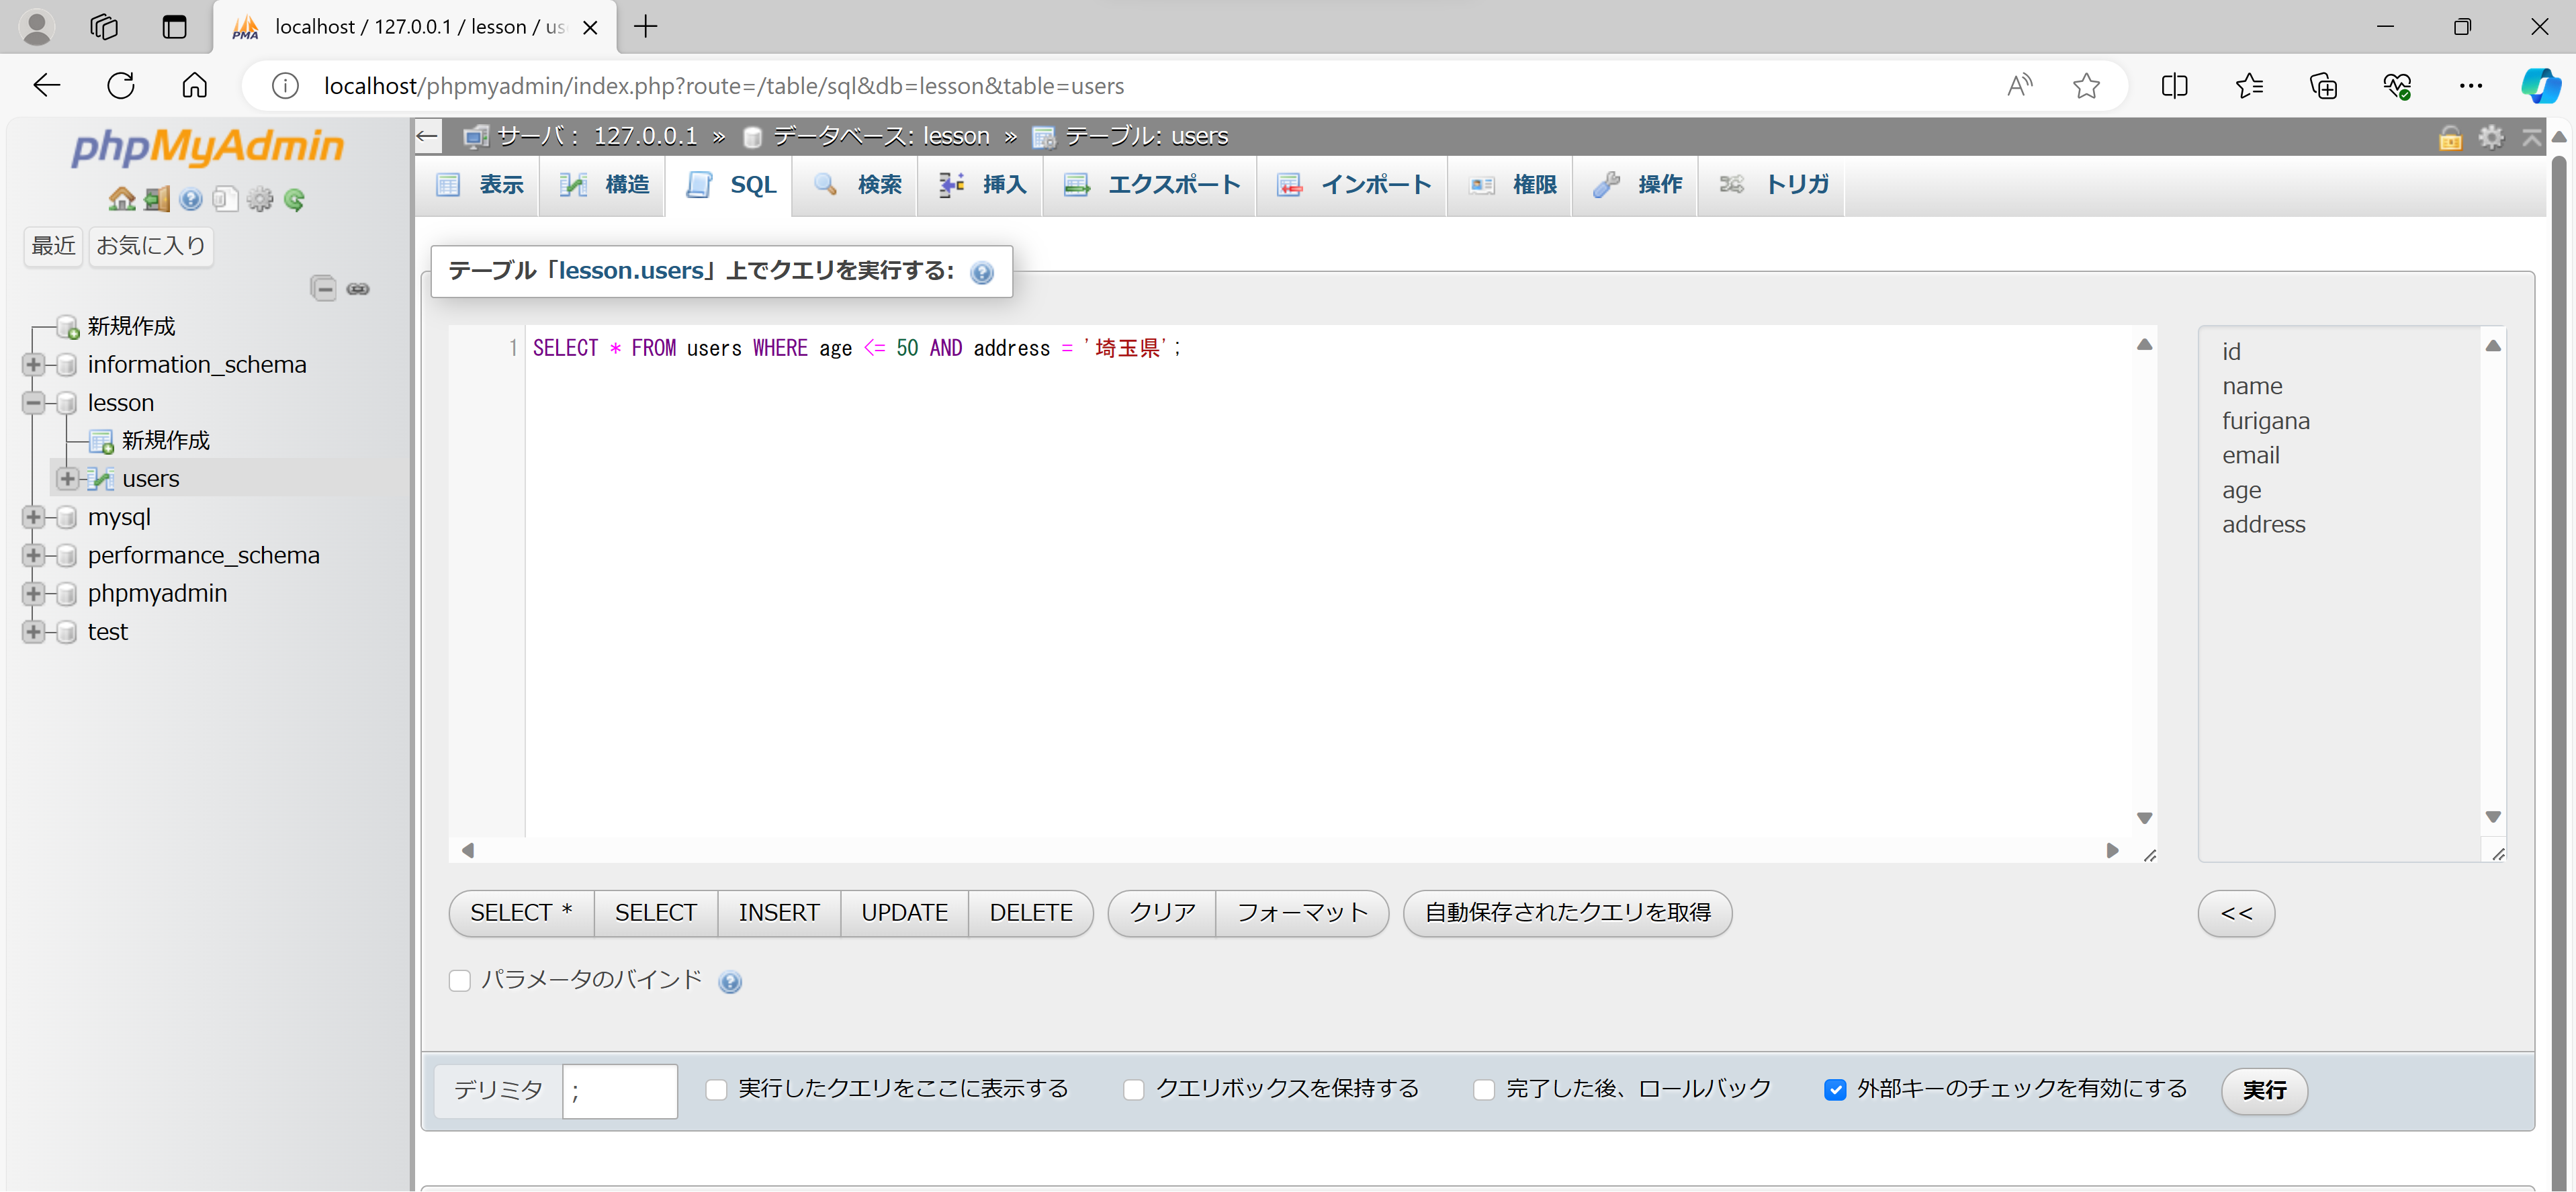 localhost / 127.0.0.1 / lesson / us
localhost/phpmyadmin/index.php?route=/table/sql&db=lesson&table=users
phpMyAdmin
最近 お気に入り
新規作成
information_schema
lesson
新規作成
users
mysql
performance_schema
phpmyadmin
test
サーバ： 127.0.0.1 » データベース: lesson » テーブル: users
表示 構造 SQL 検索 挿入 エクスポート インポート 権限 操作 トリガ
テーブル「lesson.users」上でクエリを実行する:
1 SELECT * FROM users WHERE age <= 50 AND address = '埼玉県';
id
name
furigana
email
age
address
SELECT * SELECT INSERT UPDATE DELETE クリア フォーマット 自動保存されたクエリを取得 <<
パラメータのバインド
デリミタ ; 実行したクエリをここに表示する クエリボックスを保持する 完了した後、ロールバック 外部キーのチェックを有効にする 実行